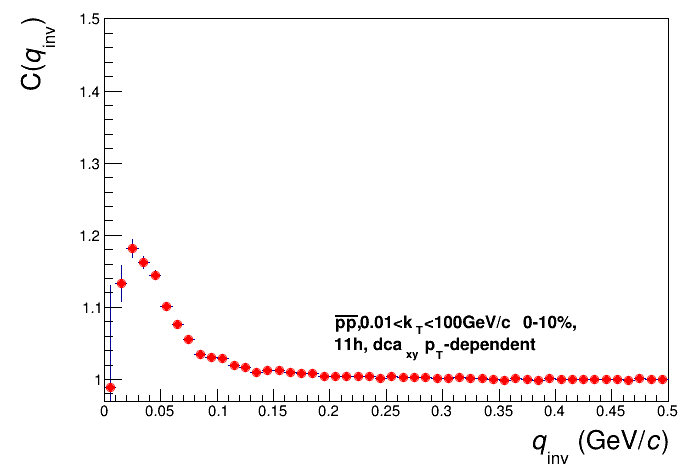 C(q_inv)
1.5
1.4
1.3
1.2
1.1
1
0 0.05 0.1 0.15 0.2 0.25 0.3 0.35 0.4 0.45 0.5
p̅p̅,0.01<k_T<100GeV/c 0-10%,
11h, dca_xy p_T-dependent
q_inv (GeV/c)